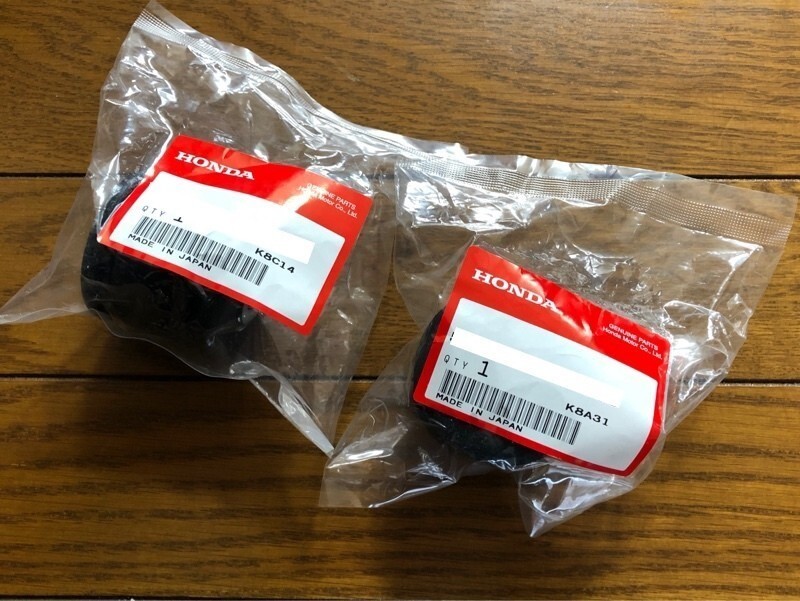 HONDA
GENUINE PARTS
Honda Motor Co., Ltd.
QTY 1
K8C14
MADE IN JAPAN
HONDA
GENUINE PARTS
Honda Motor Co., Ltd.
QTY 1
K8A31
MADE IN JAPAN